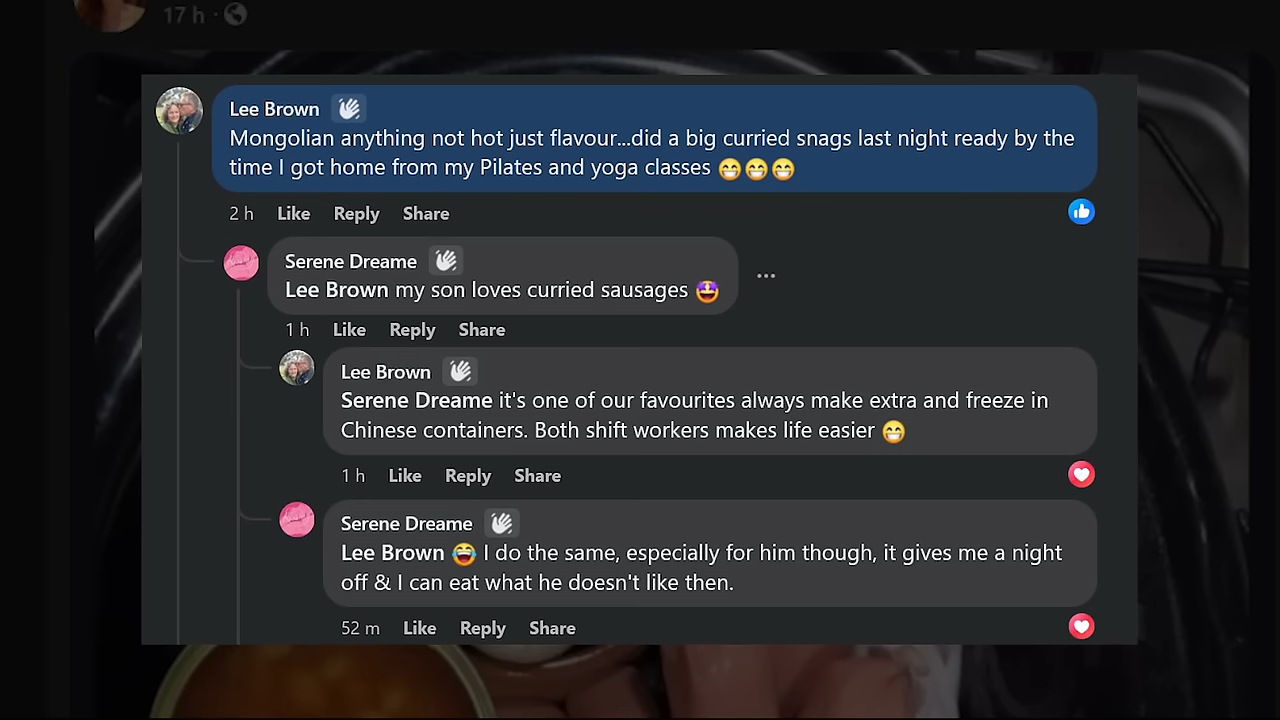 17 h ·
Lee Brown
Mongolian anything not hot just flavour...did a big curried snags last night ready by the
time I got home from my Pilates and yoga classes 😁😁😁
2 h Like Reply Share
Serene Dreame
Lee Brown my son loves curried sausages 🤩
1 h Like Reply Share
Lee Brown
Serene Dreame it's one of our favourites always make extra and freeze in
Chinese containers. Both shift workers makes life easier 😁
1 h Like Reply Share
Serene Dreame
Lee Brown 😂 I do the same, especially for him though, it gives me a night
off & I can eat what he doesn't like then.
52 m Like Reply Share